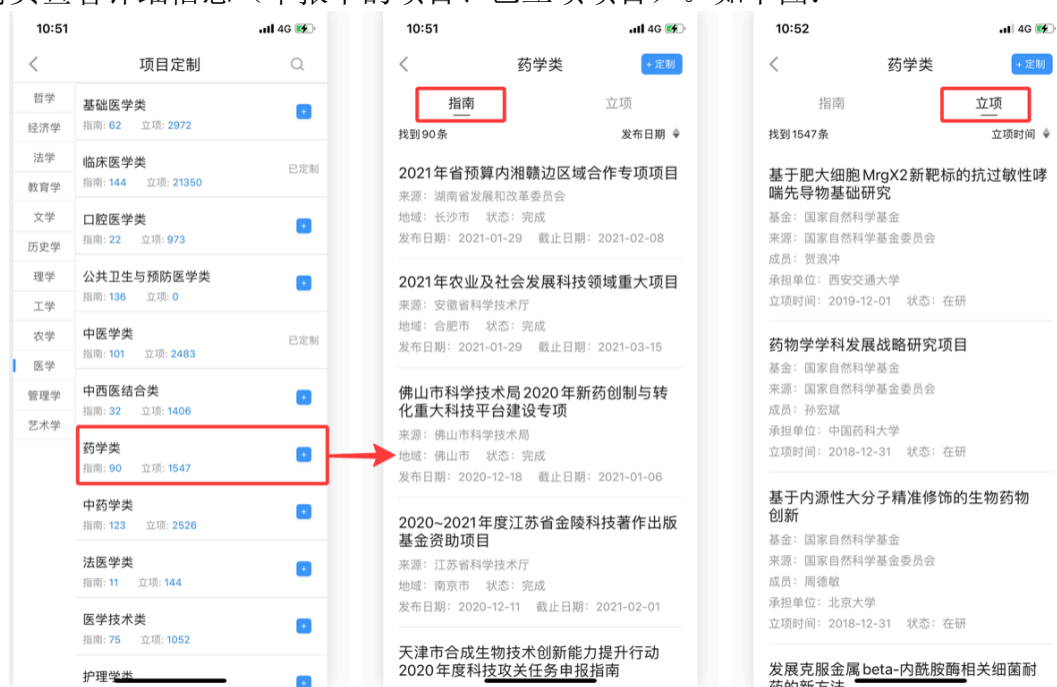 10:51
4G
项目定制
哲学
经济学
法学
教育学
文学
历史学
理学
工学
农学
医学
管理学
艺术学
基础医学类
指南: 62 立项: 2972
临床医学类
已定制
指南: 144 立项: 21350
口腔医学类
指南: 22 立项: 973
公共卫生与预防医学类
指南: 136 立项: 0
中医学类
已定制
指南: 101 立项: 2483
中西医结合类
指南: 32 立项: 1406
药学类
指南: 90 立项: 1547
中药学类
指南: 123 立项: 2526
法医学类
指南: 11 立项: 144
医学技术类
指南: 75 立项: 1052
护理学类
10:51
4G
药学类
+ 定制
指南
立项
找到90条
发布日期
2021年省预算内湘赣边区域合作专项项目
来源: 湖南省发展和改革委员会
地域: 长沙市 状态: 完成
发布日期: 2021-01-29 截止日期: 2021-02-08
2021年农业及社会发展科技领域重大项目
来源: 安徽省科学技术厅
地域: 合肥市 状态: 完成
发布日期: 2021-01-29 截止日期: 2021-03-15
佛山市科学技术局2020年新药创制与转
化重大科技平台建设专项
来源: 佛山市科学技术局
地域: 佛山市 状态: 完成
发布日期: 2020-12-18 截止日期: 2021-01-06
2020~2021年度江苏省金陵科技著作出版
基金资助项目
来源: 江苏省科学技术厅
地域: 南京市 状态: 完成
发布日期: 2020-12-11 截止日期: 2021-02-01
天津市合成生物技术创新能力提升行动
2020年度科技攻关任务申报指南
10:52
4G
药学类
+ 定制
指南
立项
找到1547条
立项时间
基于肥大细胞MrgX2新靶标的抗过敏性哮
喘先导物基础研究
基金: 国家自然科学基金
来源: 国家自然科学基金委员会
成员: 贺浪冲
承担单位: 西安交通大学
立项时间: 2019-12-01 状态: 在研
药物学学科发展战略研究项目
基金: 国家自然科学基金
来源: 国家自然科学基金委员会
成员: 孙宏斌
承担单位: 中国药科大学
立项时间: 2018-12-31 状态: 在研
基于内源性大分子精准修饰的生物药物
创新
基金: 国家自然科学基金
来源: 国家自然科学基金委员会
成员: 周德敏
承担单位: 北京大学
立项时间: 2018-12-31 状态: 在研
发展克服金属beta-内酰胺酶相关细菌耐